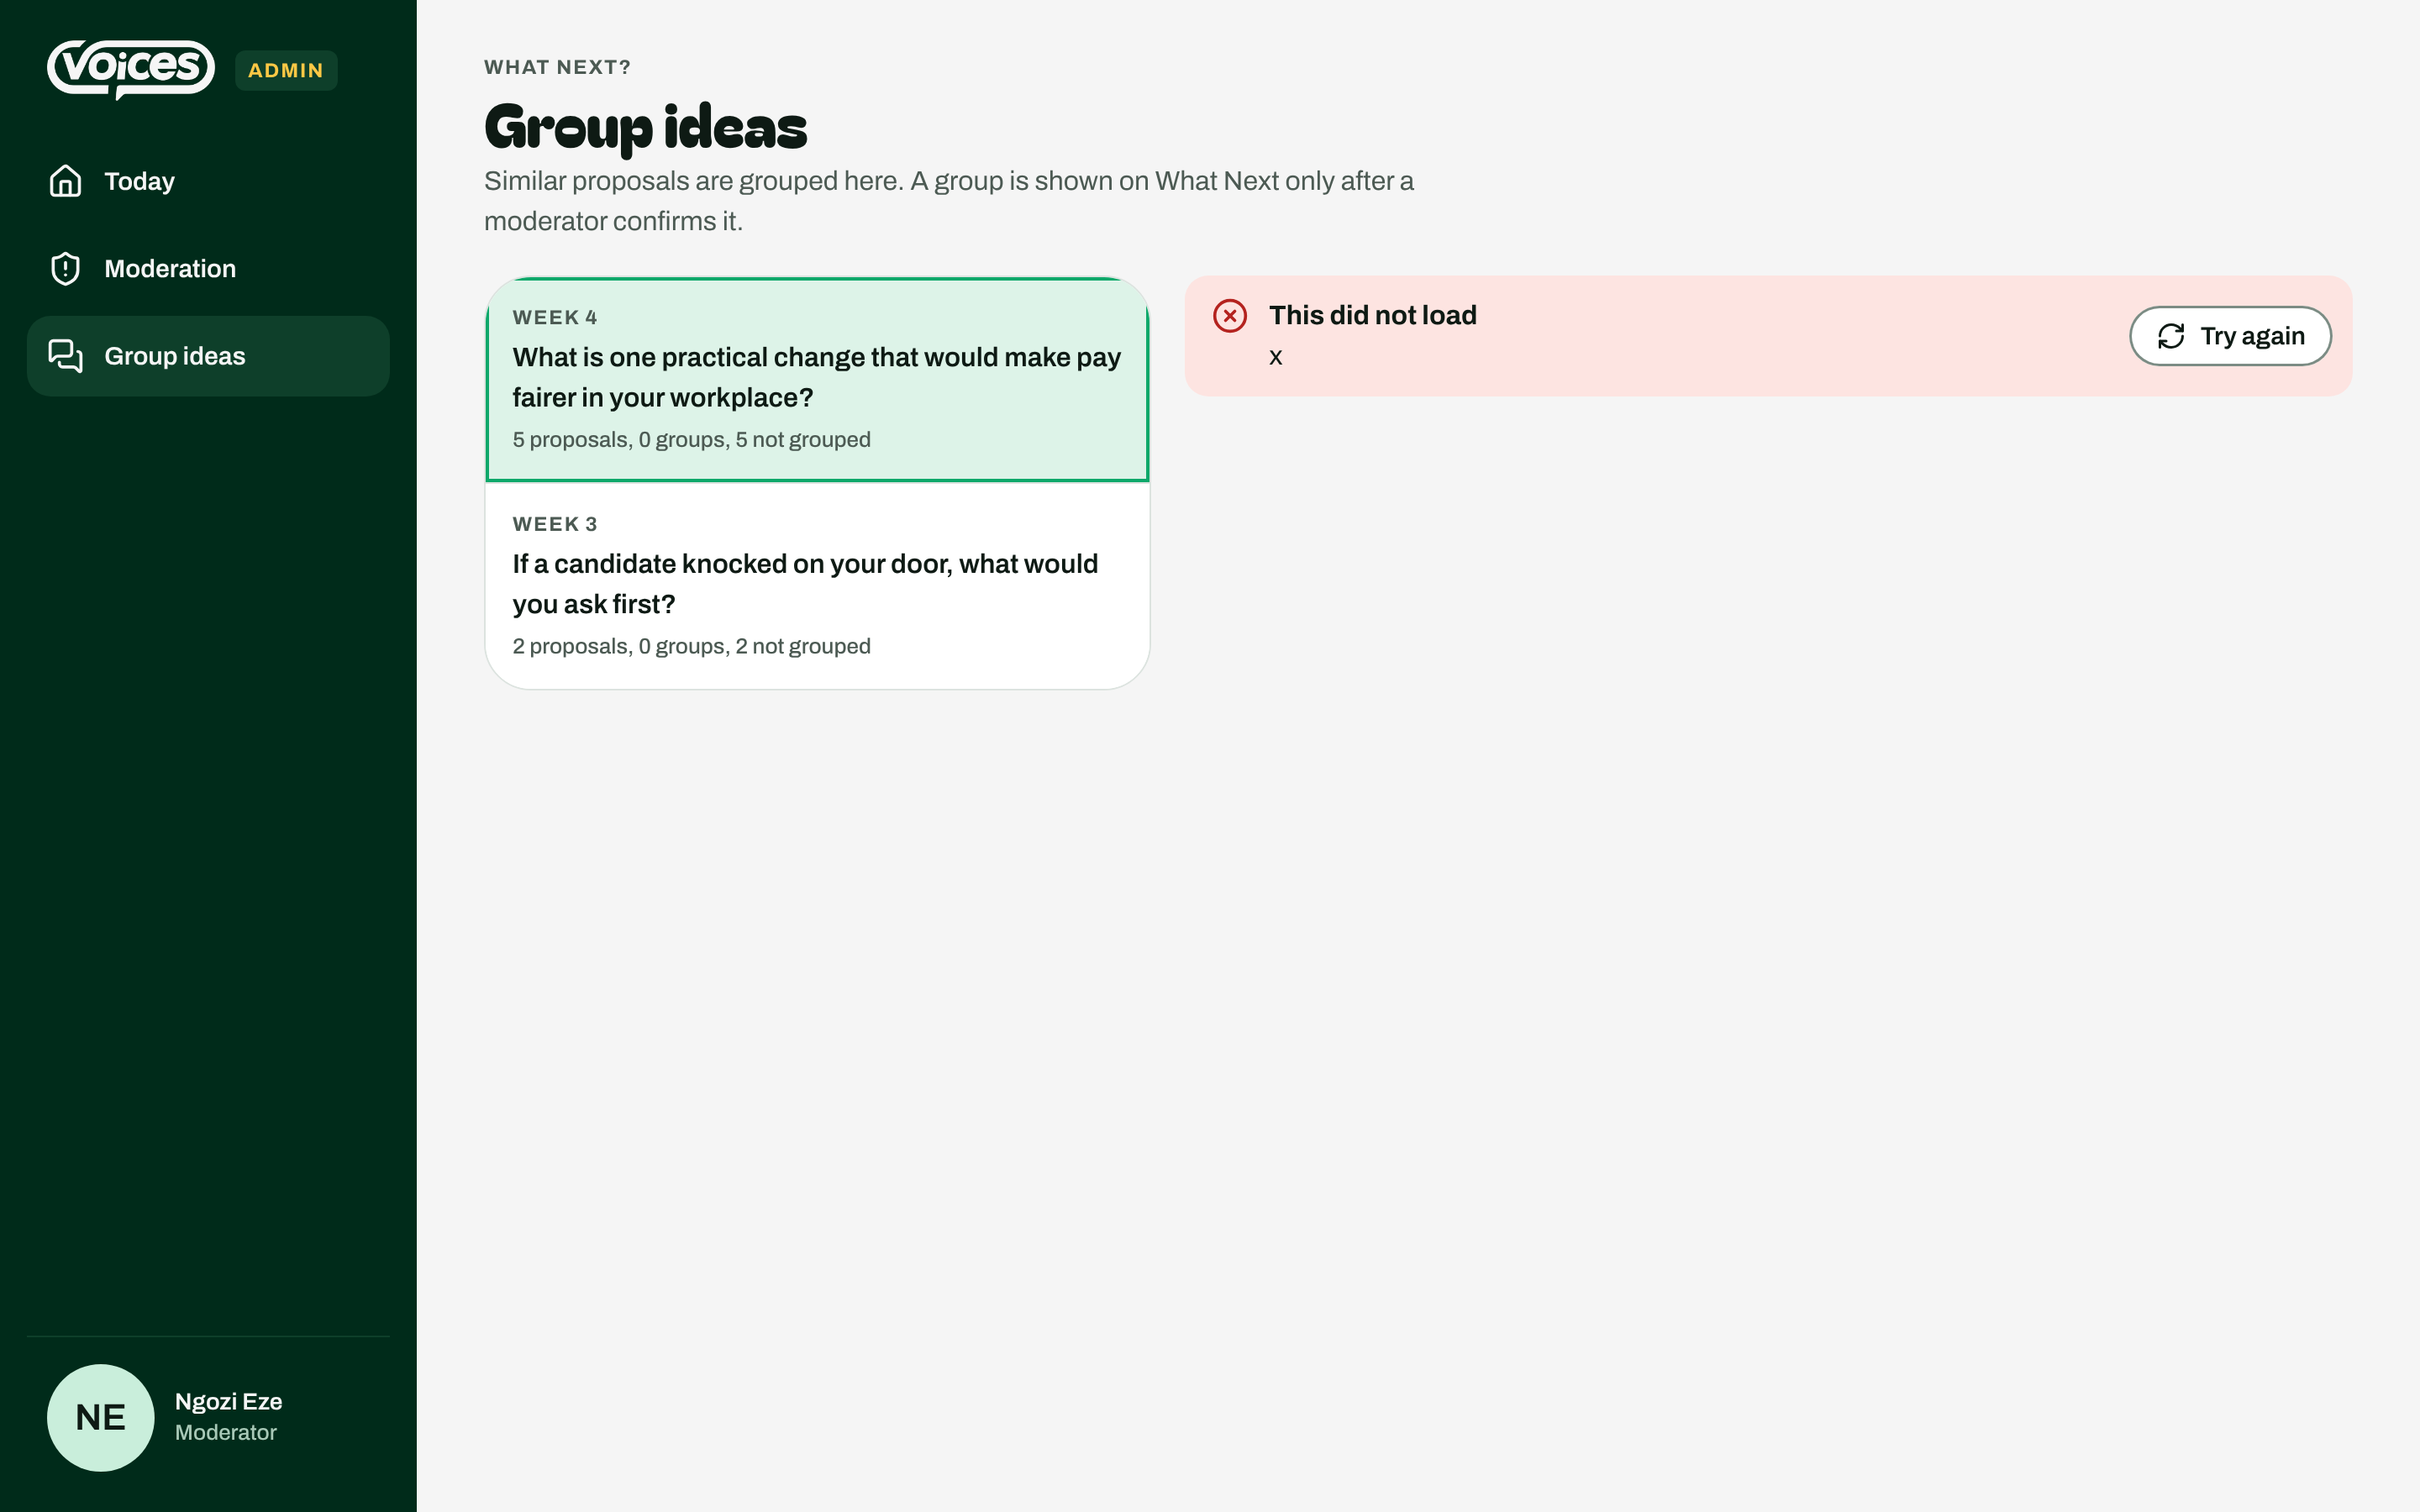 voices
ADMIN
Today
Moderation
Group ideas
NE
Ngozi Eze
Moderator
WHAT NEXT?
Group ideas
Similar proposals are grouped here. A group is shown on What Next only after a
moderator confirms it.
WEEK 4
What is one practical change that would make pay
fairer in your workplace?
5 proposals, 0 groups, 5 not grouped
WEEK 3
If a candidate knocked on your door, what would
you ask first?
2 proposals, 0 groups, 2 not grouped
This did not load
x
Try again